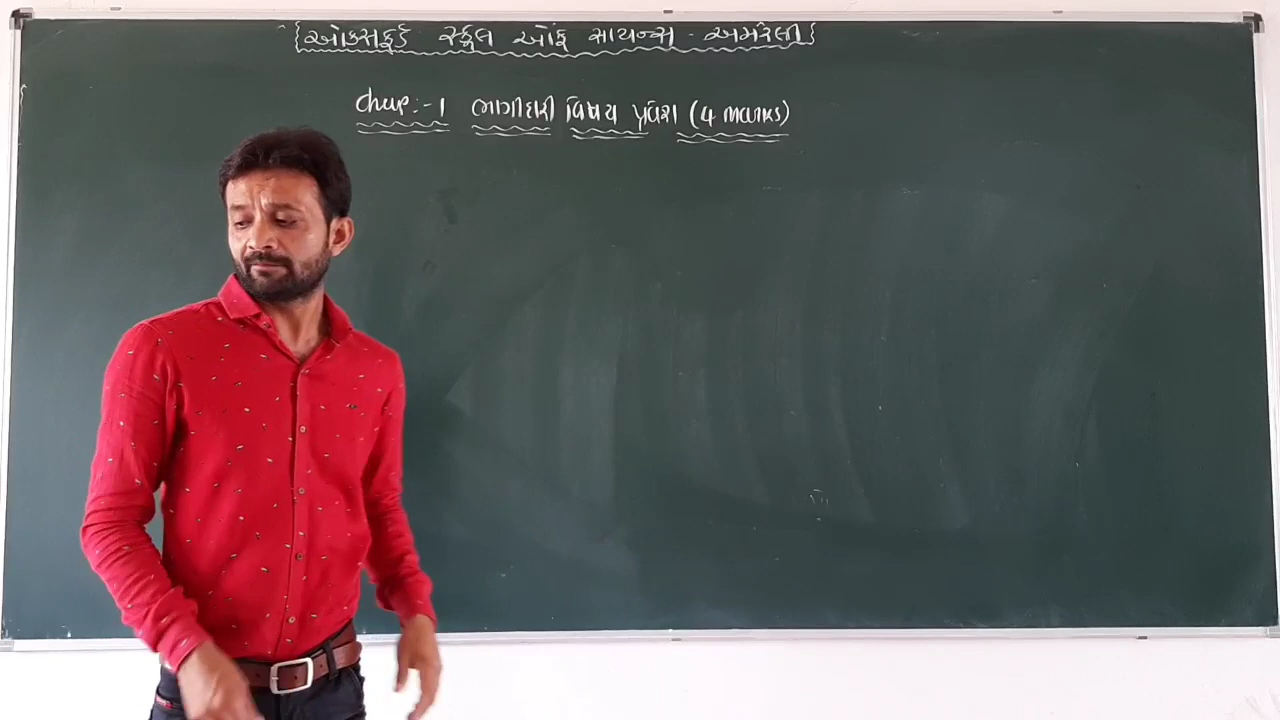 {ઓક્સફર્ડ સ્કૂલ ઓફ સાયન્સ - અમરેલી}
Chap:-1 ભાગીદારી વિષય પ્રવેશ (4 marks)